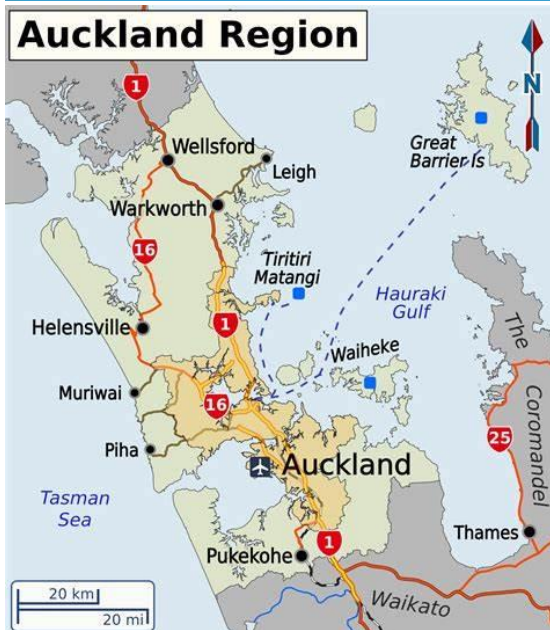 Auckland Region
1
N
Wellsford
Great
Barrier Is
Leigh
Warkworth
16
Tiritiri
Matangi
Hauraki
Gulf
Helensville
1
The
Coromandel
Waiheke
Muriwai
16
25
Piha
Auckland
Tasman
Sea
Thames
1
Pukekohe
20 km
20 mi
Waikato